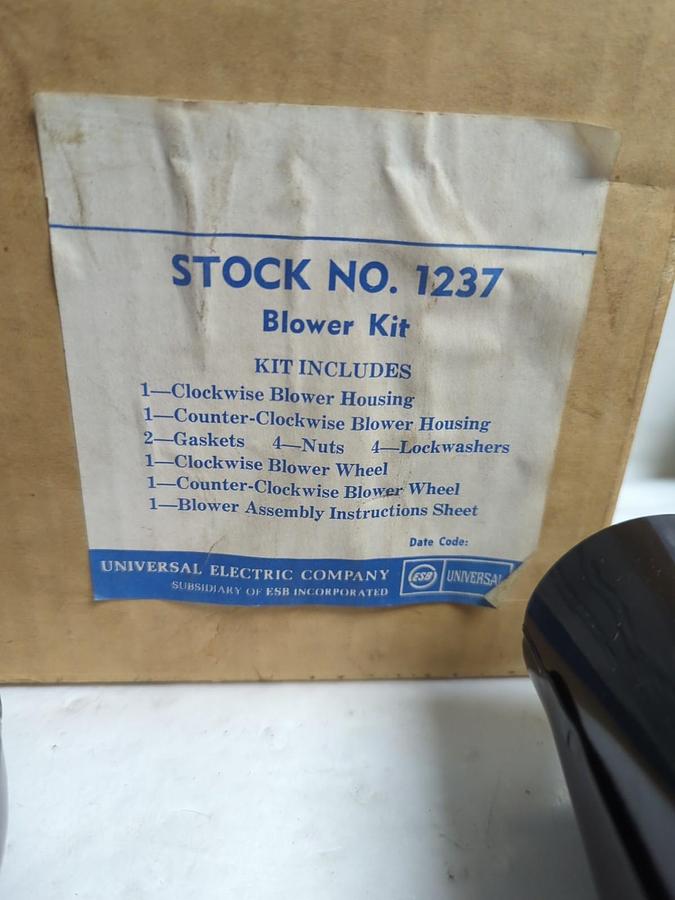 STOCK NO. 1237
Blower Kit
KIT INCLUDES
1—Clockwise Blower Housing
1—Counter-Clockwise Blower Housing
2—Gaskets 4—Nuts 4—Lockwashers
1—Clockwise Blower Wheel
1—Counter-Clockwise Blower Wheel
1—Blower Assembly Instructions Sheet
Date Code:
UNIVERSAL ELECTRIC COMPANY
SUBSIDIARY OF ESB INCORPORATED
ESB UNIVERSAL